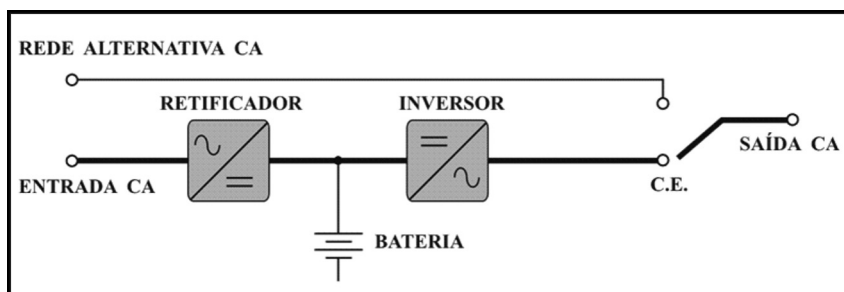 REDE ALTERNATIVA CA
RETIFICADOR
INVERSOR
SAÍDA CA
ENTRADA CA
C.E.
BATERIA